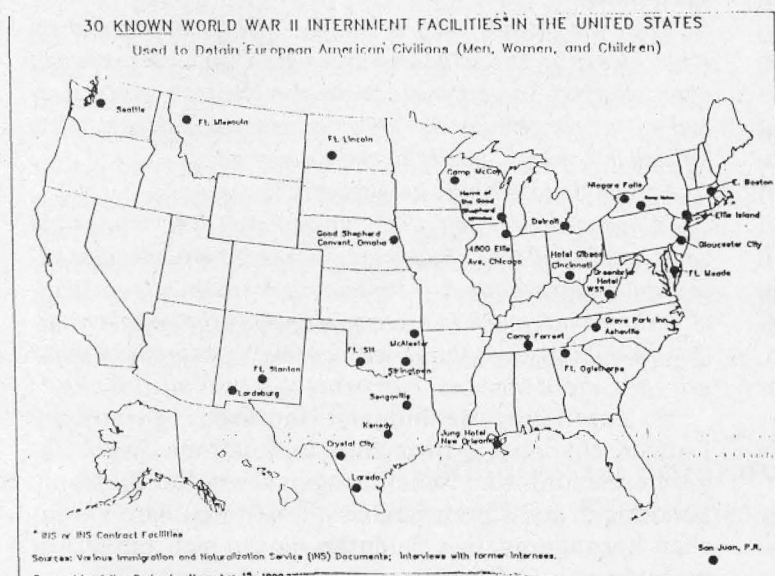 30 KNOWN WORLD WAR II INTERNMENT FACILITIES* IN THE UNITED STATES
Used to Detain European American Civilians (Men, Women, and Children)
Seattle
Ft. Missoula
Ft. Lincoln
Camp McCoy
Home of
the Good
Shepherd
Niagara Falls
E. Boston
Detroit
Ellis Island
Good Shepherd
Convent, Omaha
4800 Ellis
Ave, Chicago
Hotel Gibson
Cincinnati
Gloucester City
Greenbrier
Hotel
WSS
Ft. Meade
McAlester
Camp Forrest
Grove Park Inn
Asheville
Ft. Sill
Stringtown
Ft. Stanton
Ft. Oglethorpe
Lordsburg
Seagoville
Kenedy
Jung Hotel
New Orleans
Crystal City
Laredo
INS or INS Contract Facilities
Sources: Various Immigration and Naturalization Service (INS) Documents; Interviews with former internees.
San Juan, P.R.